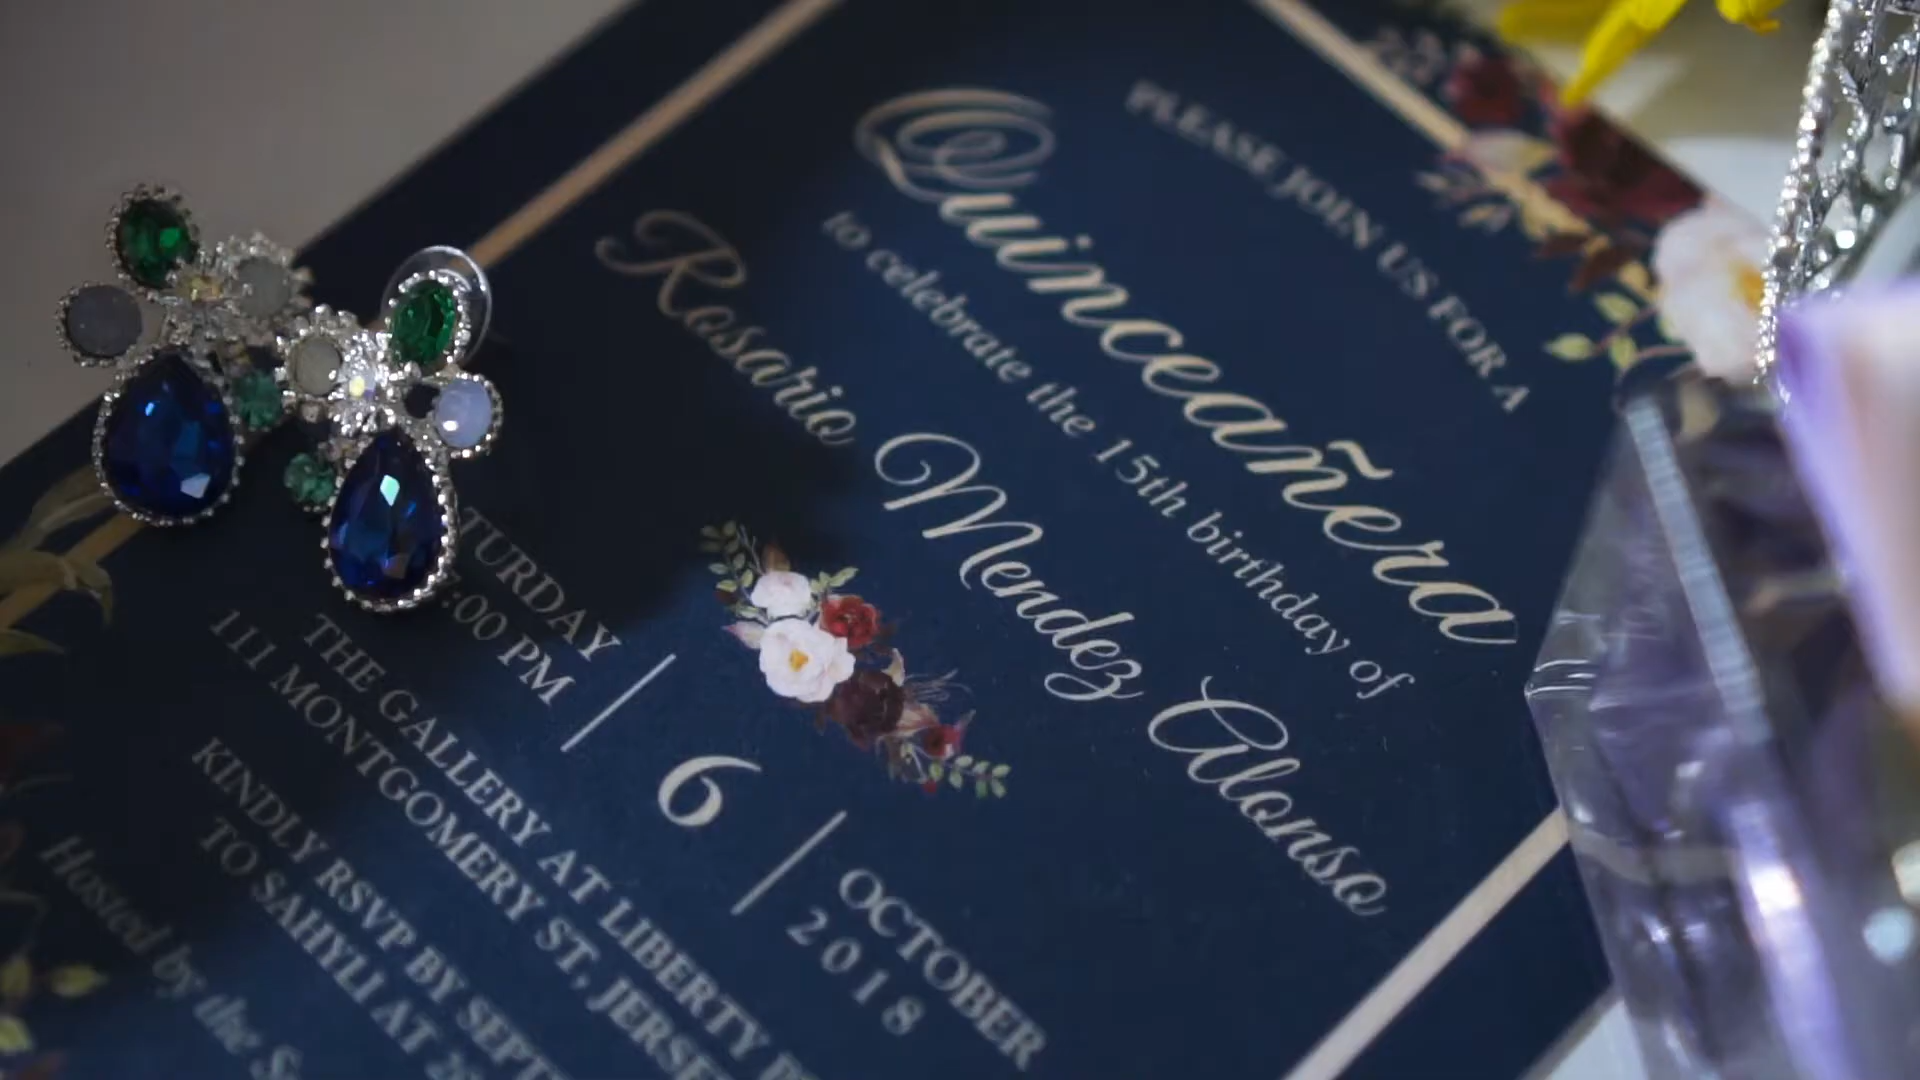 PLEASE JOIN US FOR A
Quinceañera
to celebrate the 15th birthday of
Rosario Mendez Alonso
TURDAY
:00 PM
6
OCTOBER
2018
THE GALLERY AT LIBERTY
111 MONTGOMERY ST, JERSE
KINDLY RSVP BY SEPT
TO SAHYLI AT 2
Hosted by the S